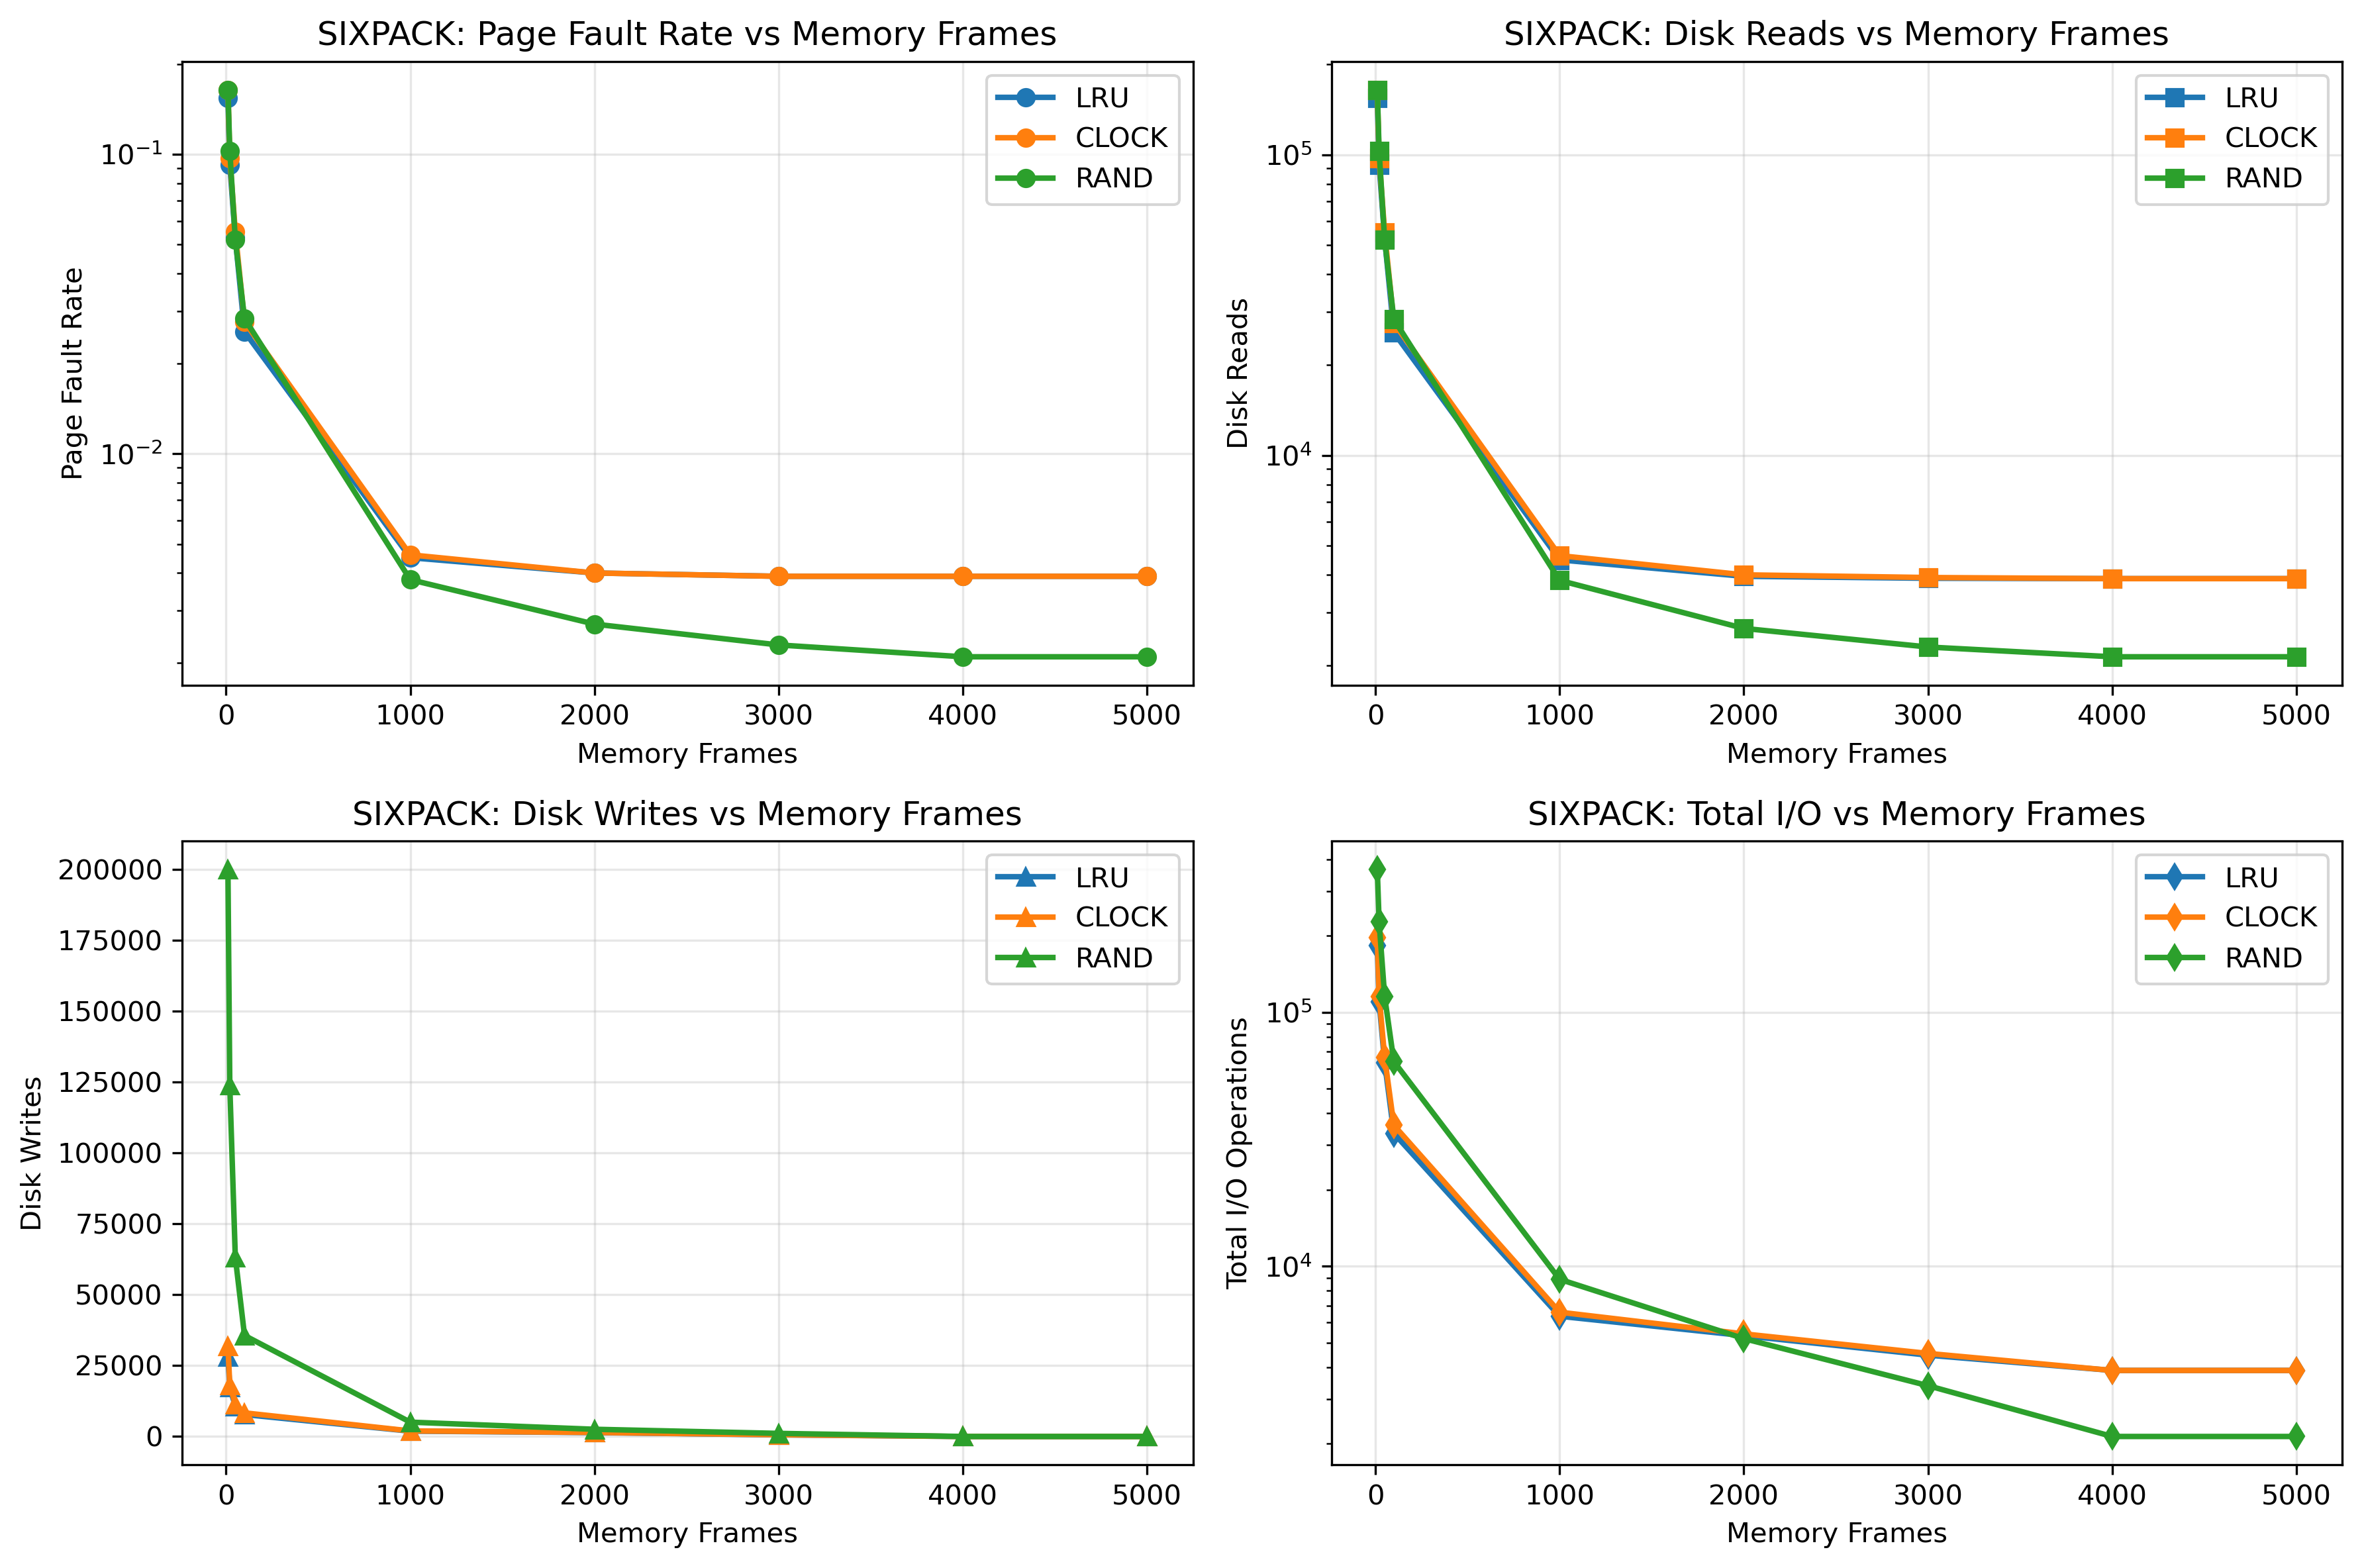 SIXPACK: Page Fault Rate vs Memory Frames
LRU
CLOCK
RAND
10⁻¹
10⁻²
Page Fault Rate
0 1000 2000 3000 4000 5000
Memory Frames
SIXPACK: Disk Reads vs Memory Frames
LRU
CLOCK
RAND
10⁵
10⁴
Disk Reads
0 1000 2000 3000 4000 5000
Memory Frames
SIXPACK: Disk Writes vs Memory Frames
LRU
CLOCK
RAND
200000
175000
150000
125000
100000
75000
50000
25000
0
Disk Writes
0 1000 2000 3000 4000 5000
Memory Frames
SIXPACK: Total I/O vs Memory Frames
LRU
CLOCK
RAND
10⁵
10⁴
Total I/O Operations
0 1000 2000 3000 4000 5000
Memory Frames